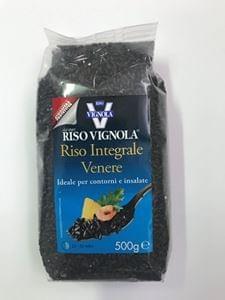 VIGNOLA
RISO VIGNOLA®
Riso Integrale
Venere
Ideale per contorni e insalate
500g e